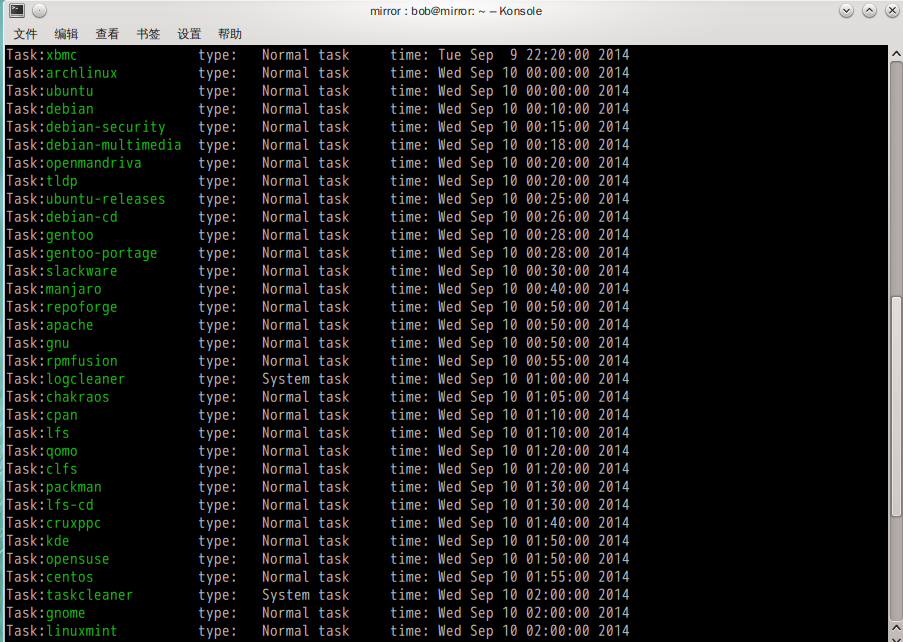 mirror : bob@mirror: ~ – Konsole
文件 编辑 查看 书签 设置 帮助
Task:xbmc type: Normal task time: Tue Sep 9 22:20:00 2014
Task:archlinux type: Normal task time: Wed Sep 10 00:00:00 2014
Task:ubuntu type: Normal task time: Wed Sep 10 00:00:00 2014
Task:debian type: Normal task time: Wed Sep 10 00:10:00 2014
Task:debian-security type: Normal task time: Wed Sep 10 00:15:00 2014
Task:debian-multimedia type: Normal task time: Wed Sep 10 00:18:00 2014
Task:openmandriva type: Normal task time: Wed Sep 10 00:20:00 2014
Task:tldp type: Normal task time: Wed Sep 10 00:20:00 2014
Task:ubuntu-releases type: Normal task time: Wed Sep 10 00:25:00 2014
Task:debian-cd type: Normal task time: Wed Sep 10 00:26:00 2014
Task:gentoo type: Normal task time: Wed Sep 10 00:28:00 2014
Task:gentoo-portage type: Normal task time: Wed Sep 10 00:28:00 2014
Task:slackware type: Normal task time: Wed Sep 10 00:30:00 2014
Task:manjaro type: Normal task time: Wed Sep 10 00:40:00 2014
Task:repoforge type: Normal task time: Wed Sep 10 00:50:00 2014
Task:apache type: Normal task time: Wed Sep 10 00:50:00 2014
Task:gnu type: Normal task time: Wed Sep 10 00:50:00 2014
Task:rpmfusion type: Normal task time: Wed Sep 10 00:55:00 2014
Task:logcleaner type: System task time: Wed Sep 10 01:00:00 2014
Task:chakraos type: Normal task time: Wed Sep 10 01:05:00 2014
Task:cpan type: Normal task time: Wed Sep 10 01:10:00 2014
Task:lfs type: Normal task time: Wed Sep 10 01:10:00 2014
Task:qomo type: Normal task time: Wed Sep 10 01:20:00 2014
Task:clfs type: Normal task time: Wed Sep 10 01:20:00 2014
Task:packman type: Normal task time: Wed Sep 10 01:30:00 2014
Task:lfs-cd type: Normal task time: Wed Sep 10 01:30:00 2014
Task:cruxppc type: Normal task time: Wed Sep 10 01:40:00 2014
Task:kde type: Normal task time: Wed Sep 10 01:50:00 2014
Task:opensuse type: Normal task time: Wed Sep 10 01:50:00 2014
Task:centos type: Normal task time: Wed Sep 10 01:55:00 2014
Task:taskcleaner type: System task time: Wed Sep 10 02:00:00 2014
Task:gnome type: Normal task time: Wed Sep 10 02:00:00 2014
Task:linuxmint type: Normal task time: Wed Sep 10 02:00:00 2014